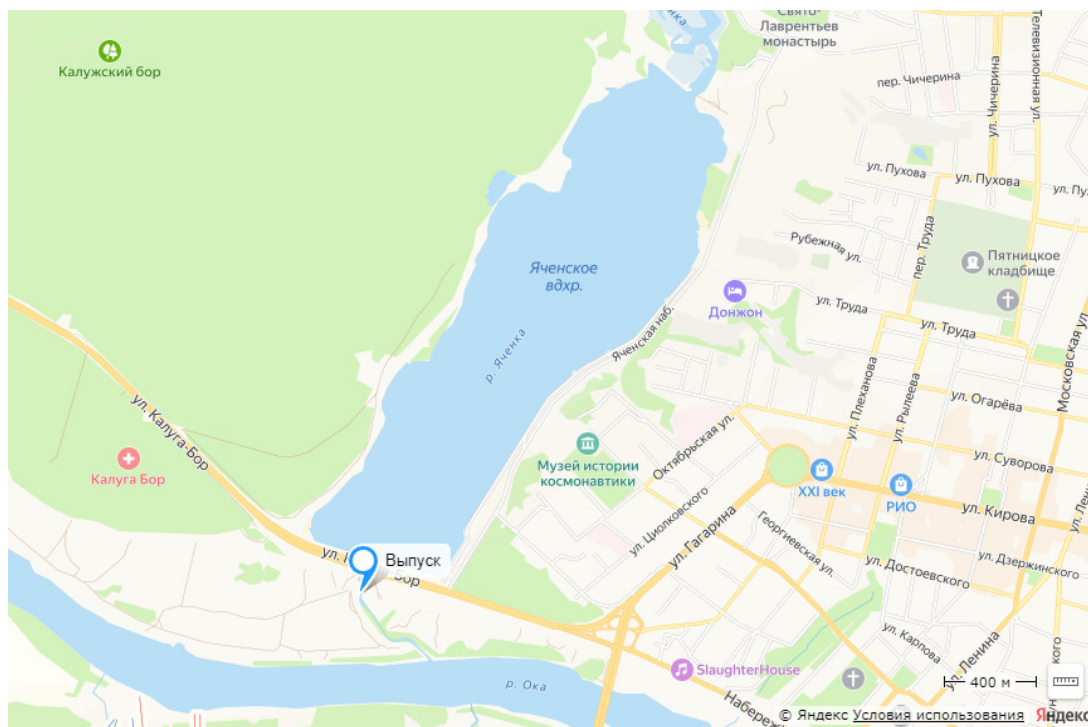 Свято-
Лаврентьев
монастырь
Калужский бор
пер. Чичерина
ул. Чичерина
Телевизионная ул.
ул. Пухова
ул. Пухова
пер. Труда
Рубежная ул.
Пятницкое
кладбище
Яченское
вдхр.
Донжон
ул. Труда
ул. Труда
Московская ул.
р. Яченка
Яченская наб.
ул. Плеханова
ул. Рылеева
ул. Огарёва
ул. Калуга-Бор
Октябрьская ул.
ул. Суворова
Музей истории
космонавтики
Калуга Бор
XXI век
РИО
ул. Кирова
ул. Циолковского
ул. Гагарина
Георгиевская ул.
ул. Дзержинского
ул. Достоевского
Выпуск
Бор
ул. Карпова
ул. Ленина
SlaughterHouse
р. Ока
400 м
© Яндекс Условия использования
Яндекс